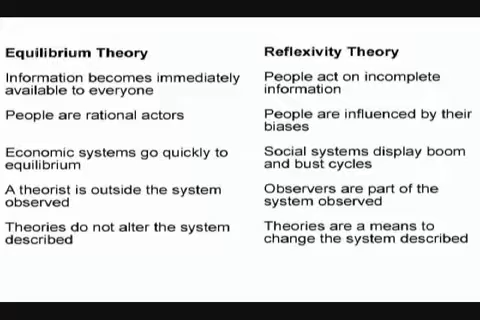 Equilibrium Theory
Information becomes immediately
available to everyone
People are rational actors
Economic systems go quickly to
equilibrium
A theorist is outside the system
observed
Theories do not alter the system
described
Reflexivity Theory
People act on incomplete
information
People are influenced by their
biases
Social systems display boom
and bust cycles
Observers are part of the
system observed
Theories are a means to
change the system described